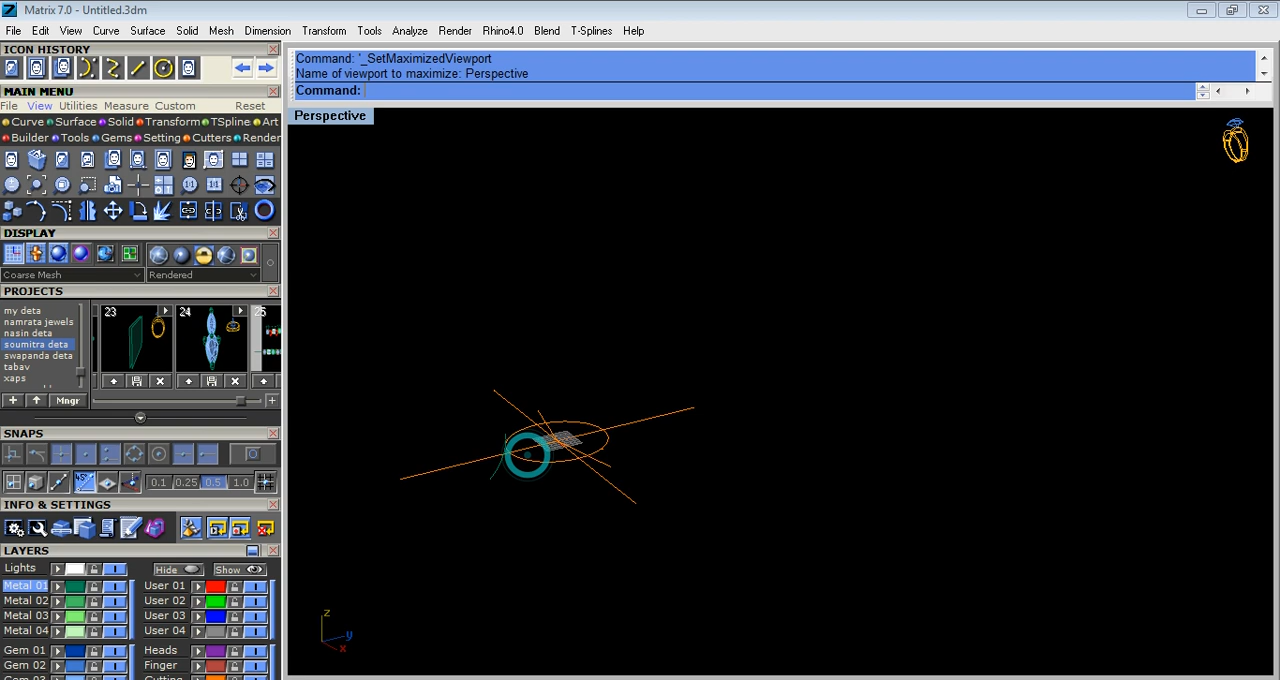 Matrix 7.0 - Untitled.3dm
File Edit View Curve Surface Solid Mesh Dimension Transform Tools Analyze Render Rhino4.0 Blend T-Splines Help
ICON HISTORY
Command: '_SetMaximizedViewport
Name of viewport to maximize: Perspective
Command:
MAIN MENU
File View Utilities Measure Custom Reset
Curve Surface Solid Transform TSpline Art
Builder Tools Gems Setting Cutters Render
Perspective
1:1
DISPLAY
Coarse Mesh
Rendered
PROJECTS
my deta
namrata jewels
nasin deta
soumitra deta
swapanda deta
tabav
xaps
23
24
25
Mngr
SNAPS
45°
0.1 0.25 0.5 1.0
INFO & SETTINGS
LAYERS
Lights Hide Show
Metal 01 User 01
Metal 02 User 02
Metal 03 User 03
Metal 04 User 04
Gem 01 Heads
Gem 02 Finger
z
y
x